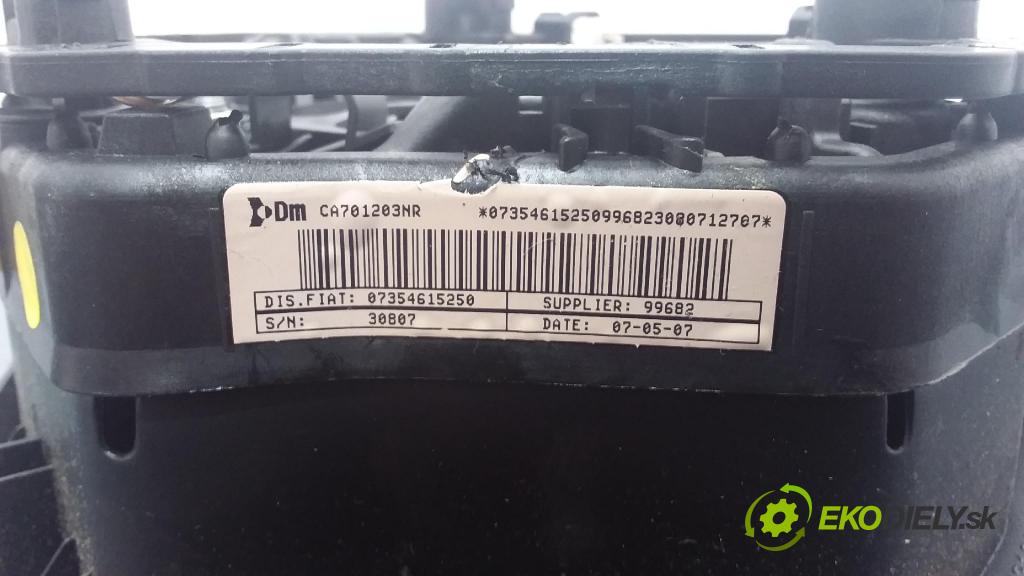 Dm CA701203NR *07354615250996823080712707*
DIS.FIAT: 07354615250 SUPPLIER: 99682
S/N: 30807 DATE: 07-05-07
EKODIELY.sk